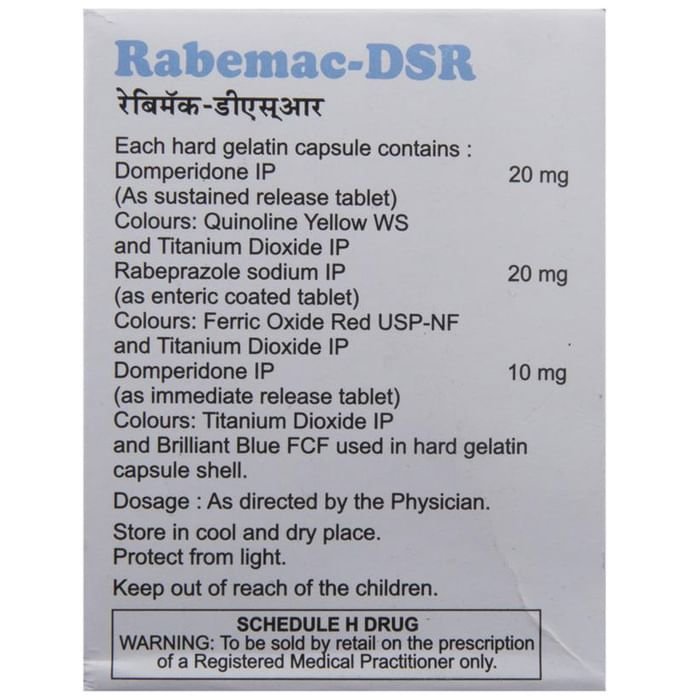 Rabemac-DSR
रेबिमॅक-डीएस्आर
Each hard gelatin capsule contains :
Domperidone IP 20 mg
(As sustained release tablet)
Colours: Quinoline Yellow WS
and Titanium Dioxide IP
Rabeprazole sodium IP 20 mg
(as enteric coated tablet)
Colours: Ferric Oxide Red USP-NF
and Titanium Dioxide IP
Domperidone IP 10 mg
(as immediate release tablet)
Colours: Titanium Dioxide IP
and Brilliant Blue FCF used in hard gelatin
capsule shell.
Dosage : As directed by the Physician.
Store in cool and dry place.
Protect from light.
Keep out of reach of the children.
SCHEDULE H DRUG
WARNING: To be sold by retail on the prescription
of a Registered Medical Practitioner only.